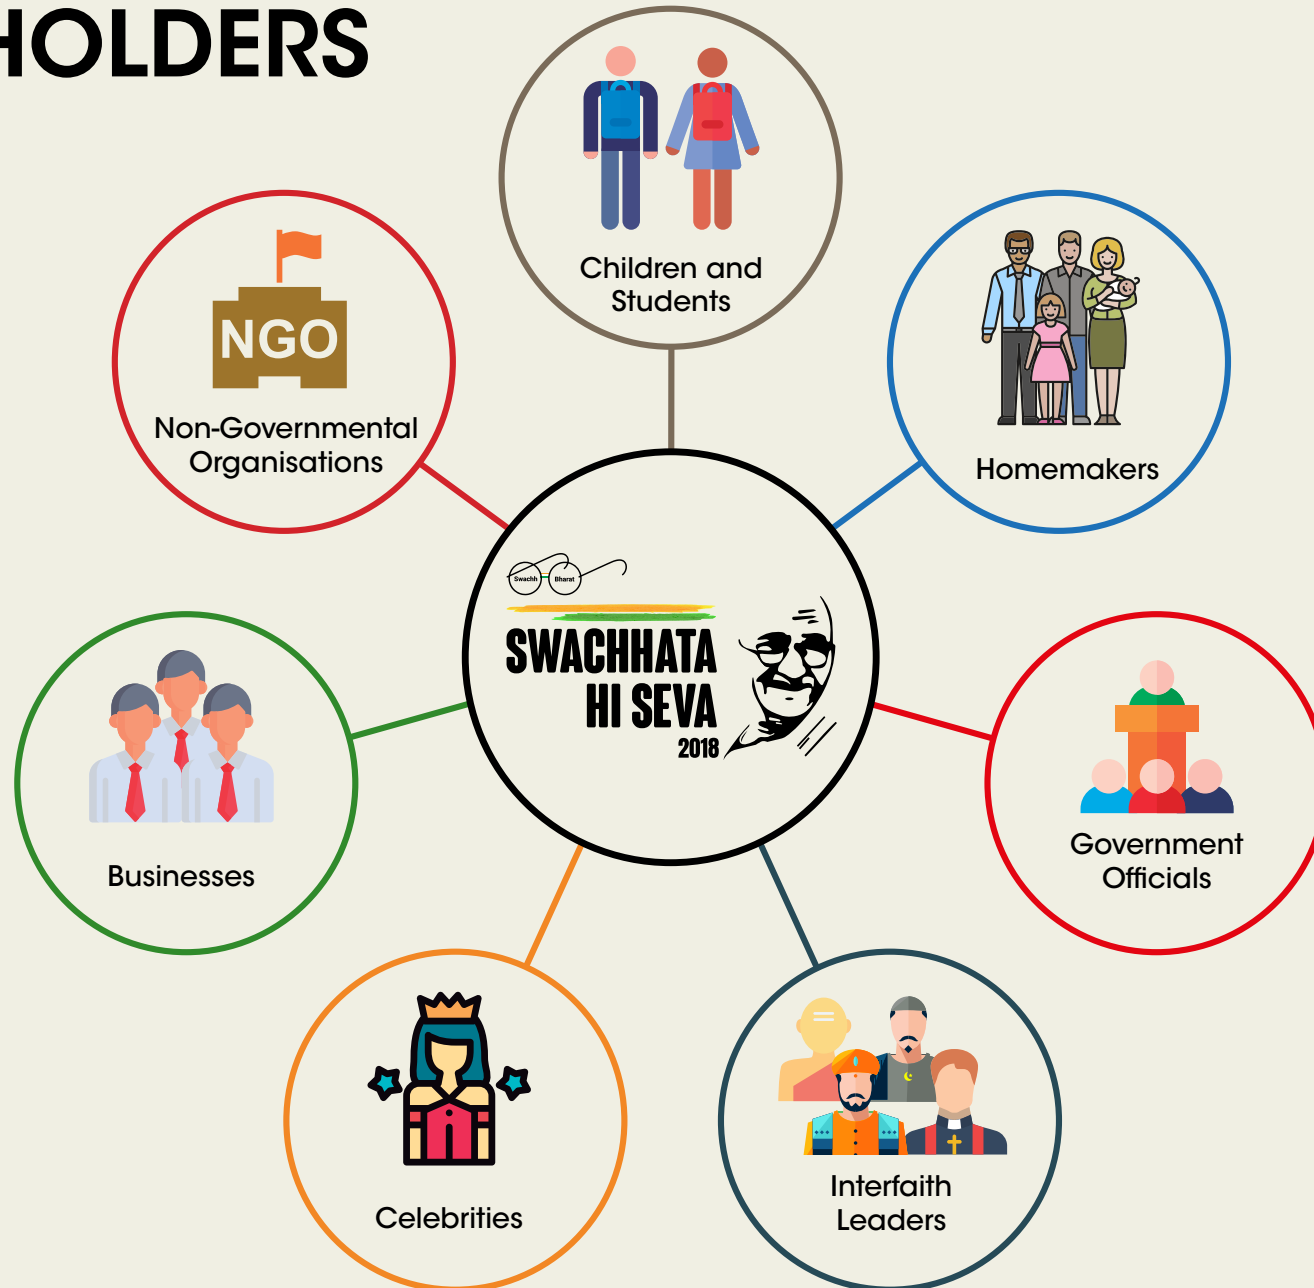 HOLDERS
Children and
Students
NGO
Non-Governmental
Organisations
Homemakers
Swachh Bharat
SWACHHATA
HI SEVA
2018
Businesses
Government
Officials
Celebrities
Interfaith
Leaders